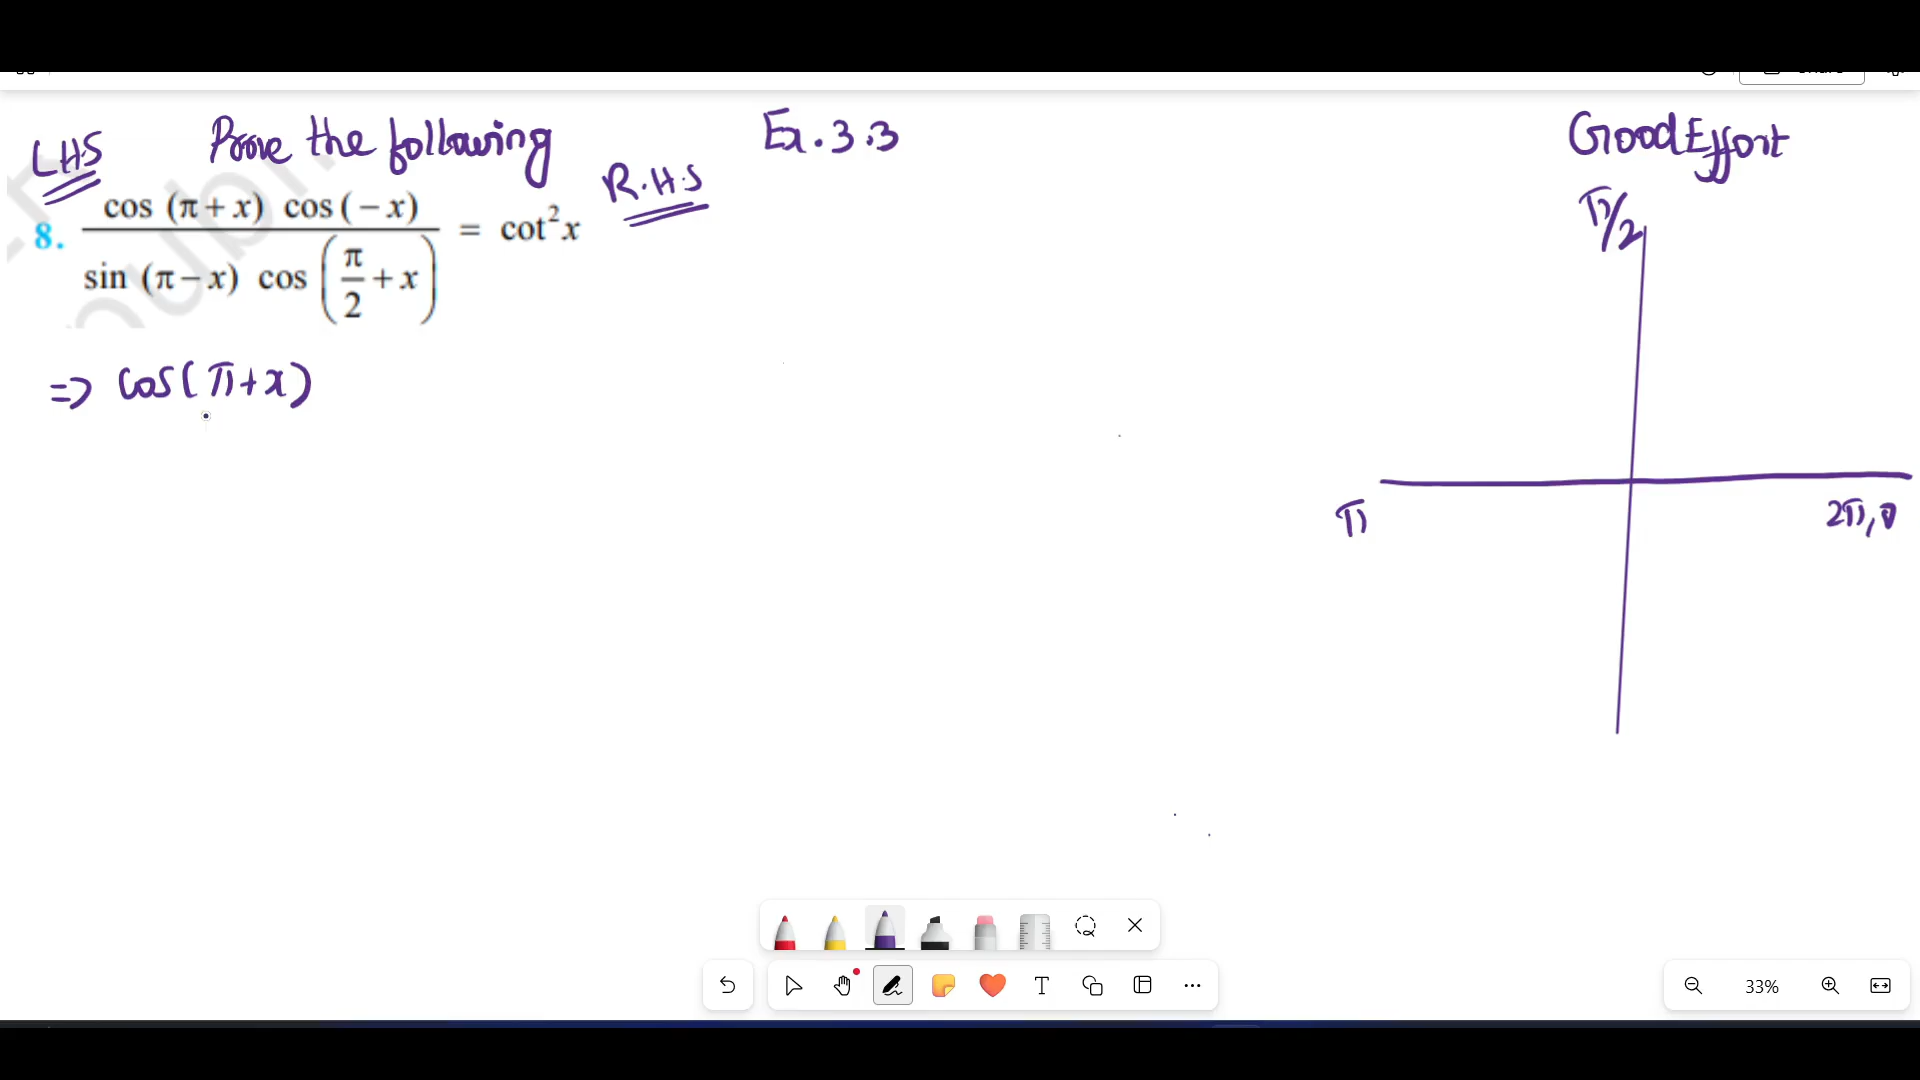 LHS Prove the following Ex. 3.3 Good Effort
R.H.S
8. cos (π + x) cos (− x) / sin (π − x) cos (π/2 + x) = cot²x
π/2
=> cos(π+x)
π 2π, 0
33%